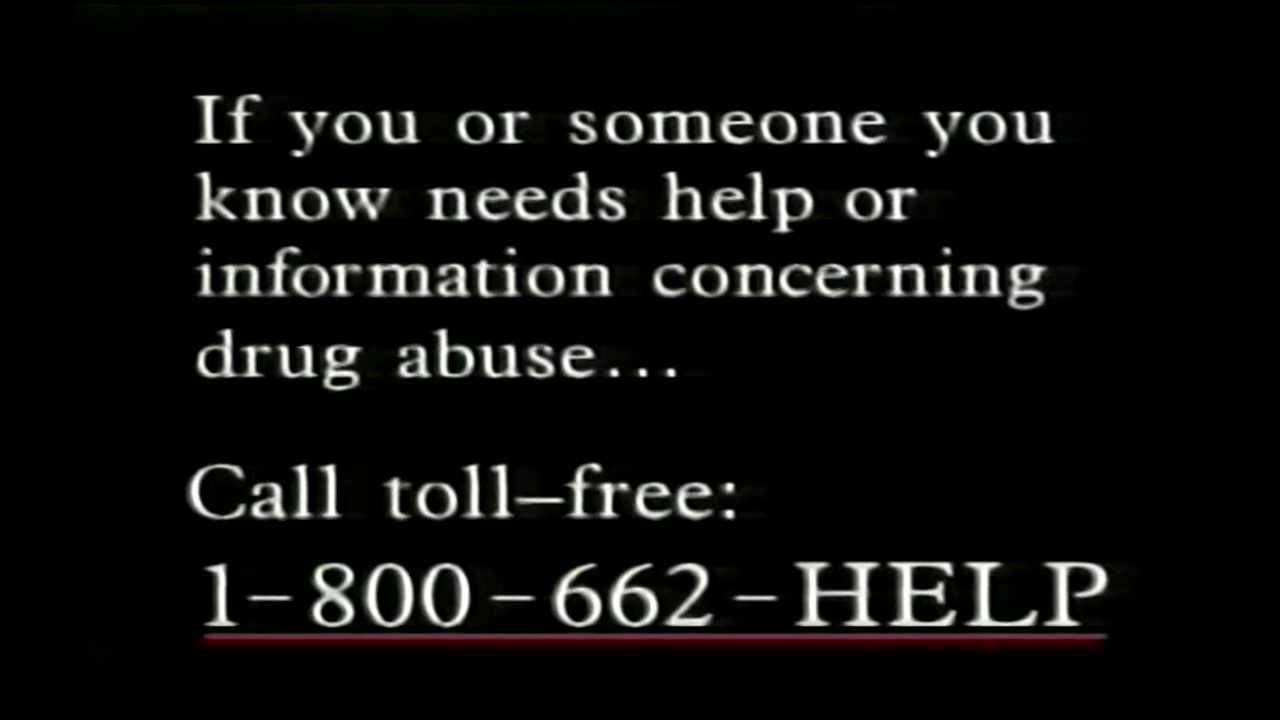 If you or someone you
know needs help or
information concerning
drug abuse...
Call toll–free:
1–800–662–HELP